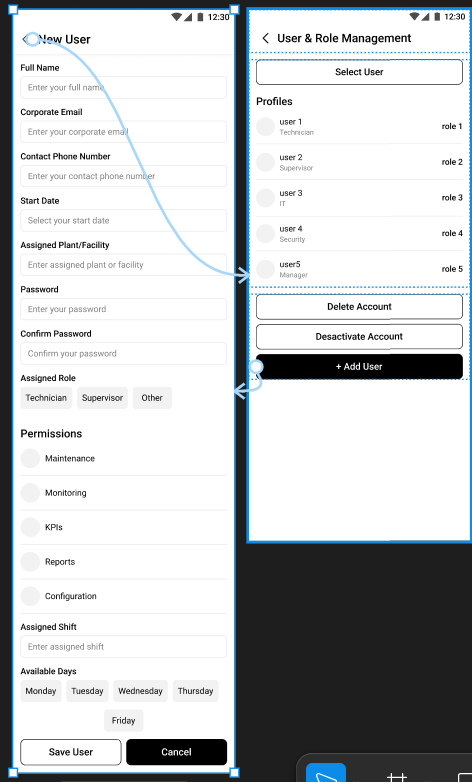 12:30
New User
Full Name
Enter your full name
Corporate Email
Enter your corporate email
Contact Phone Number
Enter your contact phone number
Start Date
Select your start date
Assigned Plant/Facility
Enter assigned plant or facility
Password
Enter your password
Confirm Password
Confirm your password
Assigned Role
Technician Supervisor Other
Permissions
Maintenance
Monitoring
KPIs
Reports
Configuration
Assigned Shift
Enter assigned shift
Available Days
Monday Tuesday Wednesday Thursday
Friday
Save User Cancel
12:30
User & Role Management
Select User
Profiles
user 1 role 1
Technician
user 2 role 2
Supervisor
user 3 role 3
IT
user 4 role 4
Security
user5 role 5
Manager
Delete Account
Desactivate Account
+ Add User